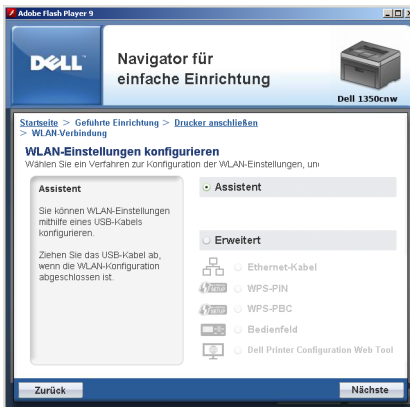 Adobe Flash Player 9
DELL
Navigator für
einfache Einrichtung
Dell 1350cnw
Startseite > Geführte Einrichtung > Drucker anschließen
> WLAN-Verbindung
WLAN-Einstellungen konfigurieren
Wählen Sie ein Verfahren zur Konfiguration der WLAN-Einstellungen, un
Assistent
Sie können WLAN-Einstellungen
mithilfe eines USB-Kabels
konfigurieren.
Ziehen Sie das USB-Kabel ab,
wenn die WLAN-Konfiguration
abgeschlossen ist.
Assistent
Erweitert
Ethernet-Kabel
WPS-PIN
WPS-PBC
Bedienfeld
Dell Printer Configuration Web Tool
Zurück
Nächste